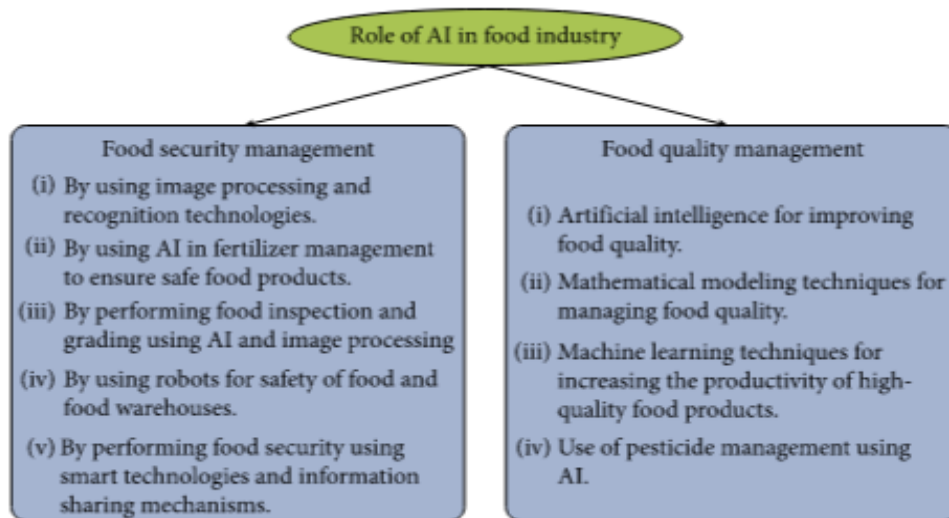 Role of AI in food industry
Food security management
(i) By using image processing and
recognition technologies.
(ii) By using AI in fertilizer management
to ensure safe food products.
(iii) By performing food inspection and
grading using AI and image processing
(iv) By using robots for safety of food and
food warehouses.
(v) By performing food security using
smart technologies and information
sharing mechanisms.
Food quality management
(i) Artificial intelligence for improving
food quality.
(ii) Mathematical modeling techniques for
managing food quality.
(iii) Machine learning techniques for
increasing the productivity of high-
quality food products.
(iv) Use of pesticide management using
AI.